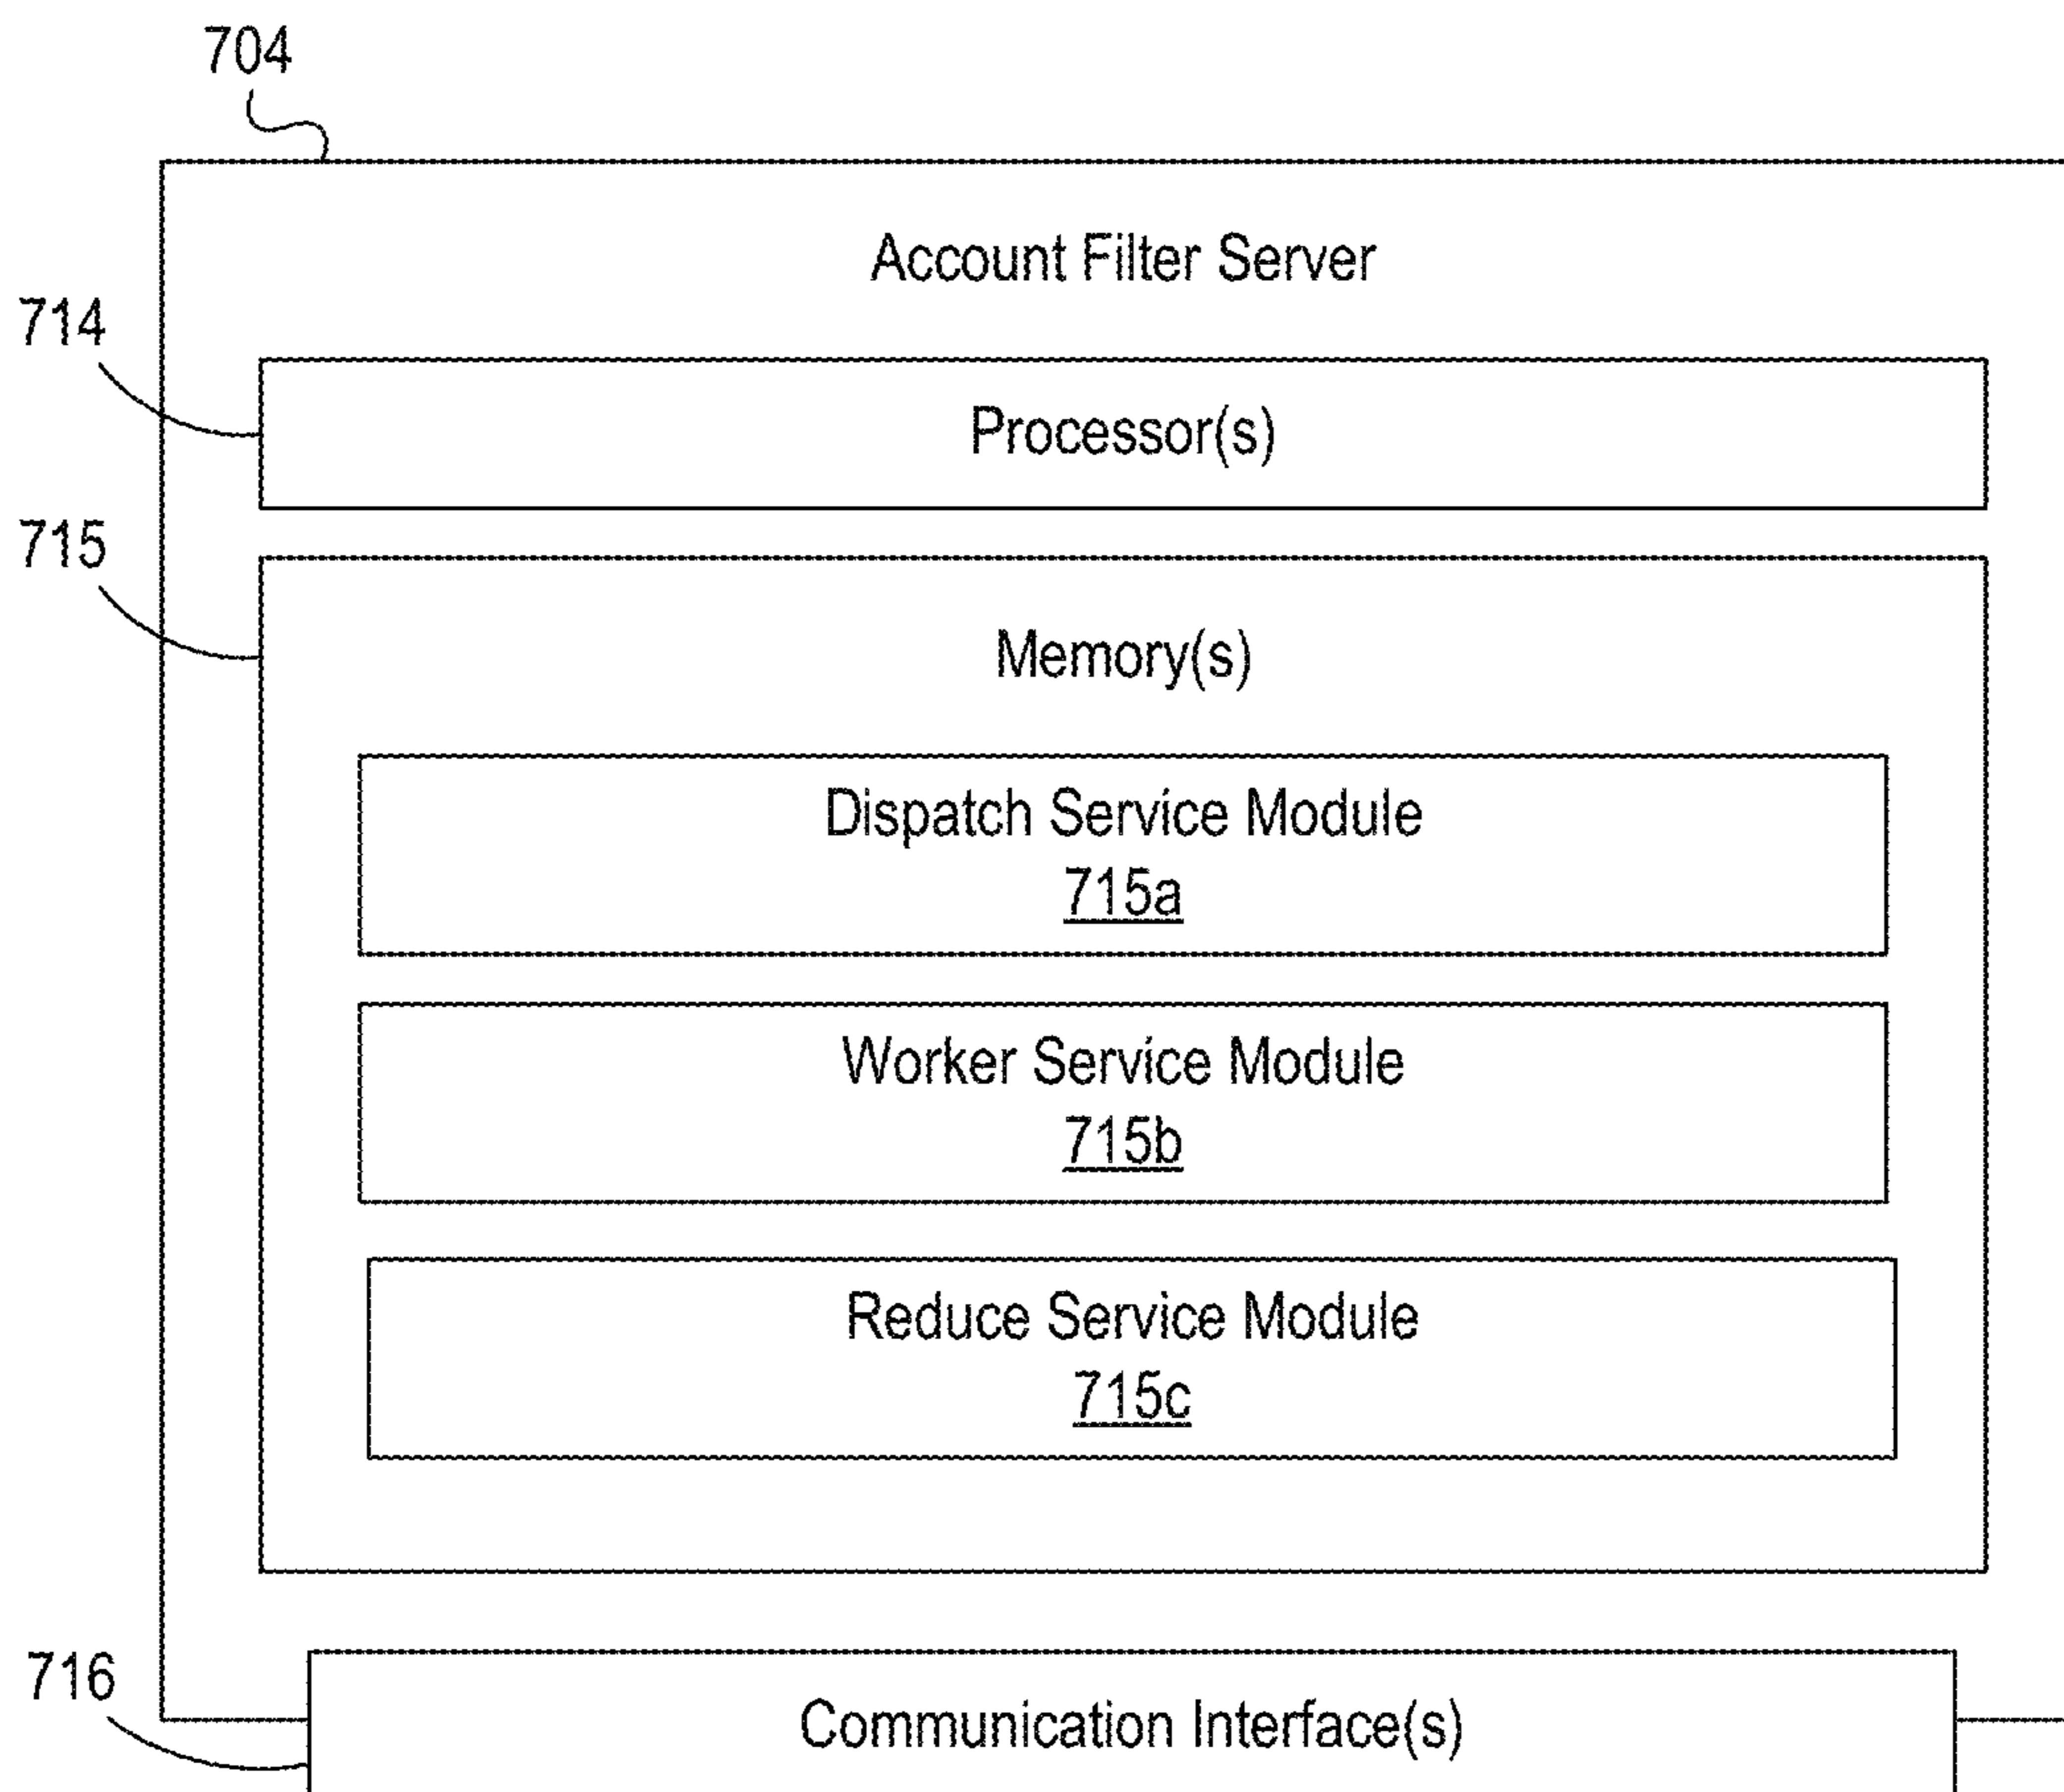 704
Account Filter Server
714
Processor(s)
715
Memory(s)
Dispatch Service Module
715a
Worker Service Module
715b
Reduce Service Module
715c
716
Communication Interface(s)